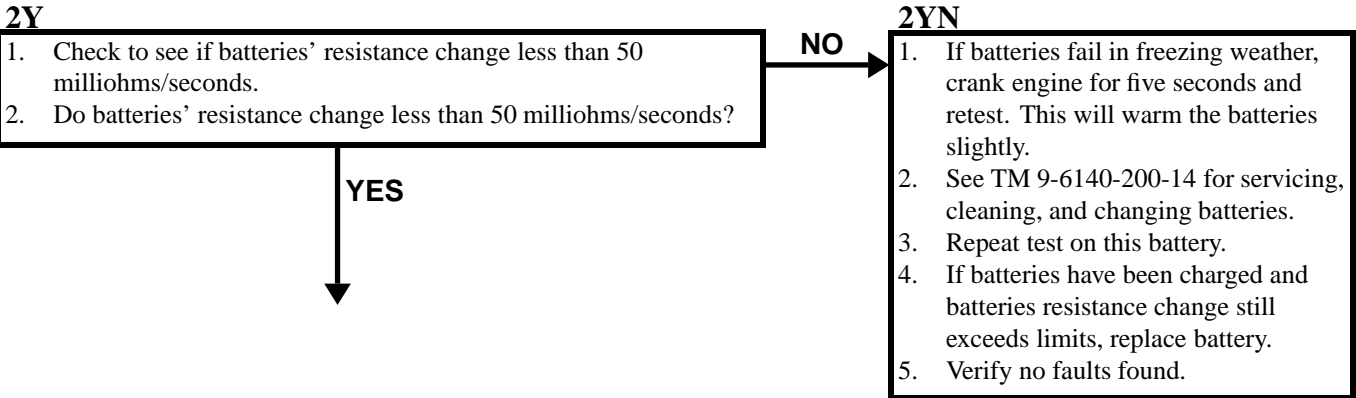 2Y
1. Check to see if batteries’ resistance change less than 50
milliohms/seconds.
2. Do batteries’ resistance change less than 50 milliohms/seconds?
NO
YES
2YN
1. If batteries fail in freezing weather,
crank engine for five seconds and
retest. This will warm the batteries
slightly.
2. See TM 9-6140-200-14 for servicing,
cleaning, and changing batteries.
3. Repeat test on this battery.
4. If batteries have been charged and
batteries resistance change still
exceeds limits, replace battery.
5. Verify no faults found.